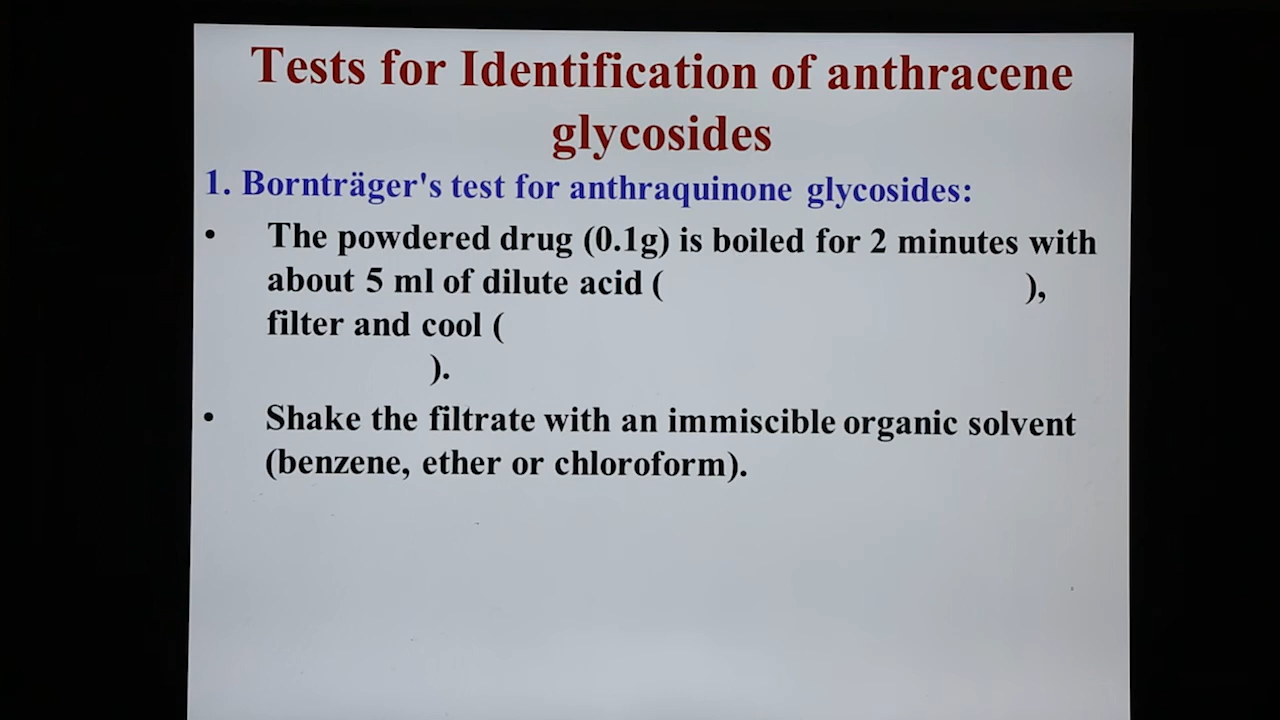 Tests for Identification of anthracene
glycosides
1. Bornträger's test for anthraquinone glycosides:
• The powdered drug (0.1g) is boiled for 2 minutes with
about 5 ml of dilute acid ( ),
filter and cool (
).
• Shake the filtrate with an immiscible organic solvent
(benzene, ether or chloroform).